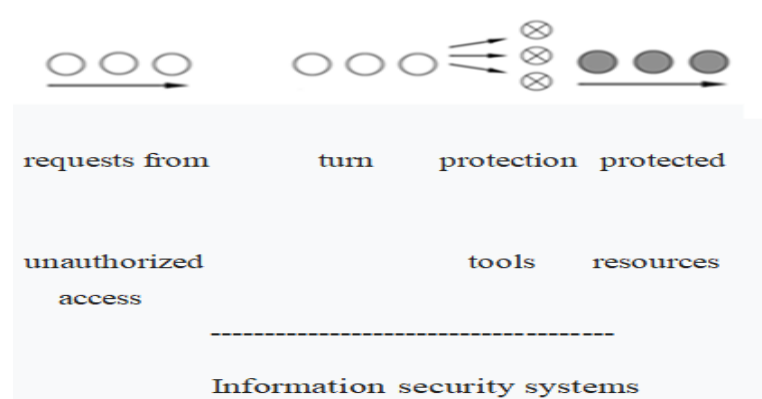 requests from turn protection protected
unauthorized tools resources
access
-------------------------------------
Information security systems